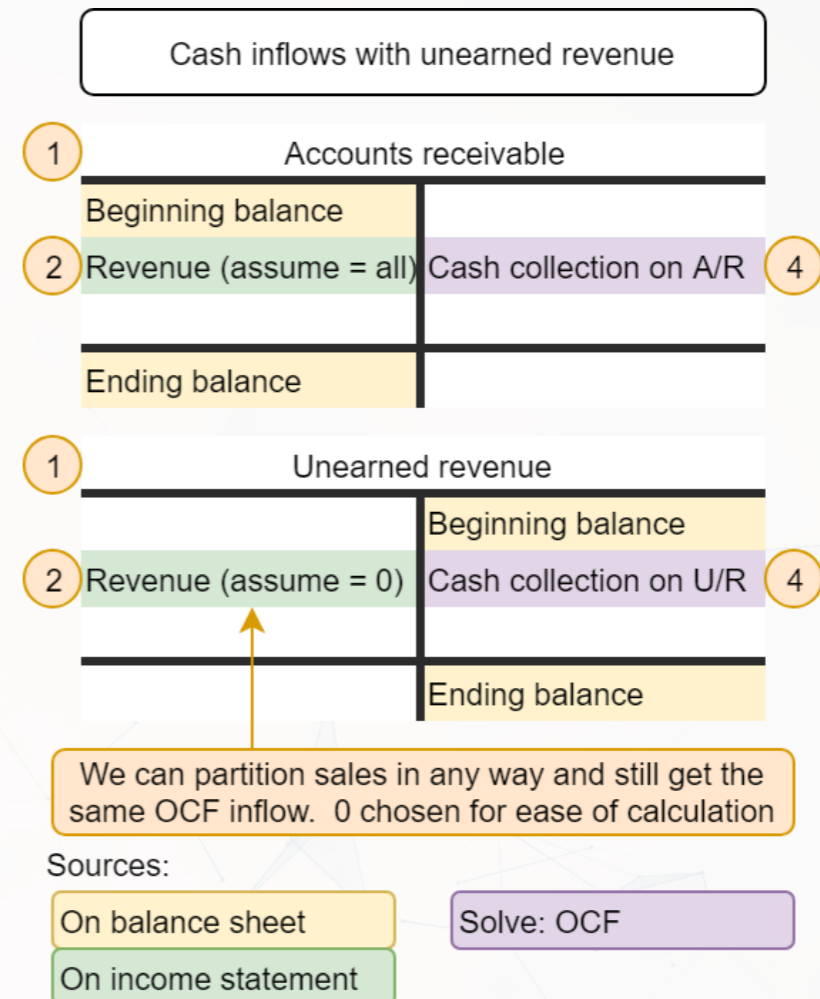 Cash inflows with unearned revenue
1
Accounts receivable
Beginning balance
2
Revenue (assume = all)
Cash collection on A/R
4
Ending balance
1
Unearned revenue
Beginning balance
2
Revenue (assume = 0)
Cash collection on U/R
4
Ending balance
We can partition sales in any way and still get the
same OCF inflow.  0 chosen for ease of calculation
Sources:
On balance sheet
Solve: OCF
On income statement